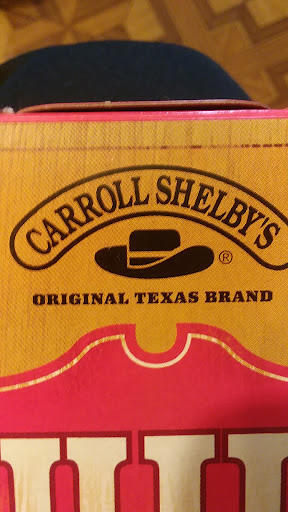 CARROLL SHELBY'S
®
ORIGINAL TEXAS BRAND